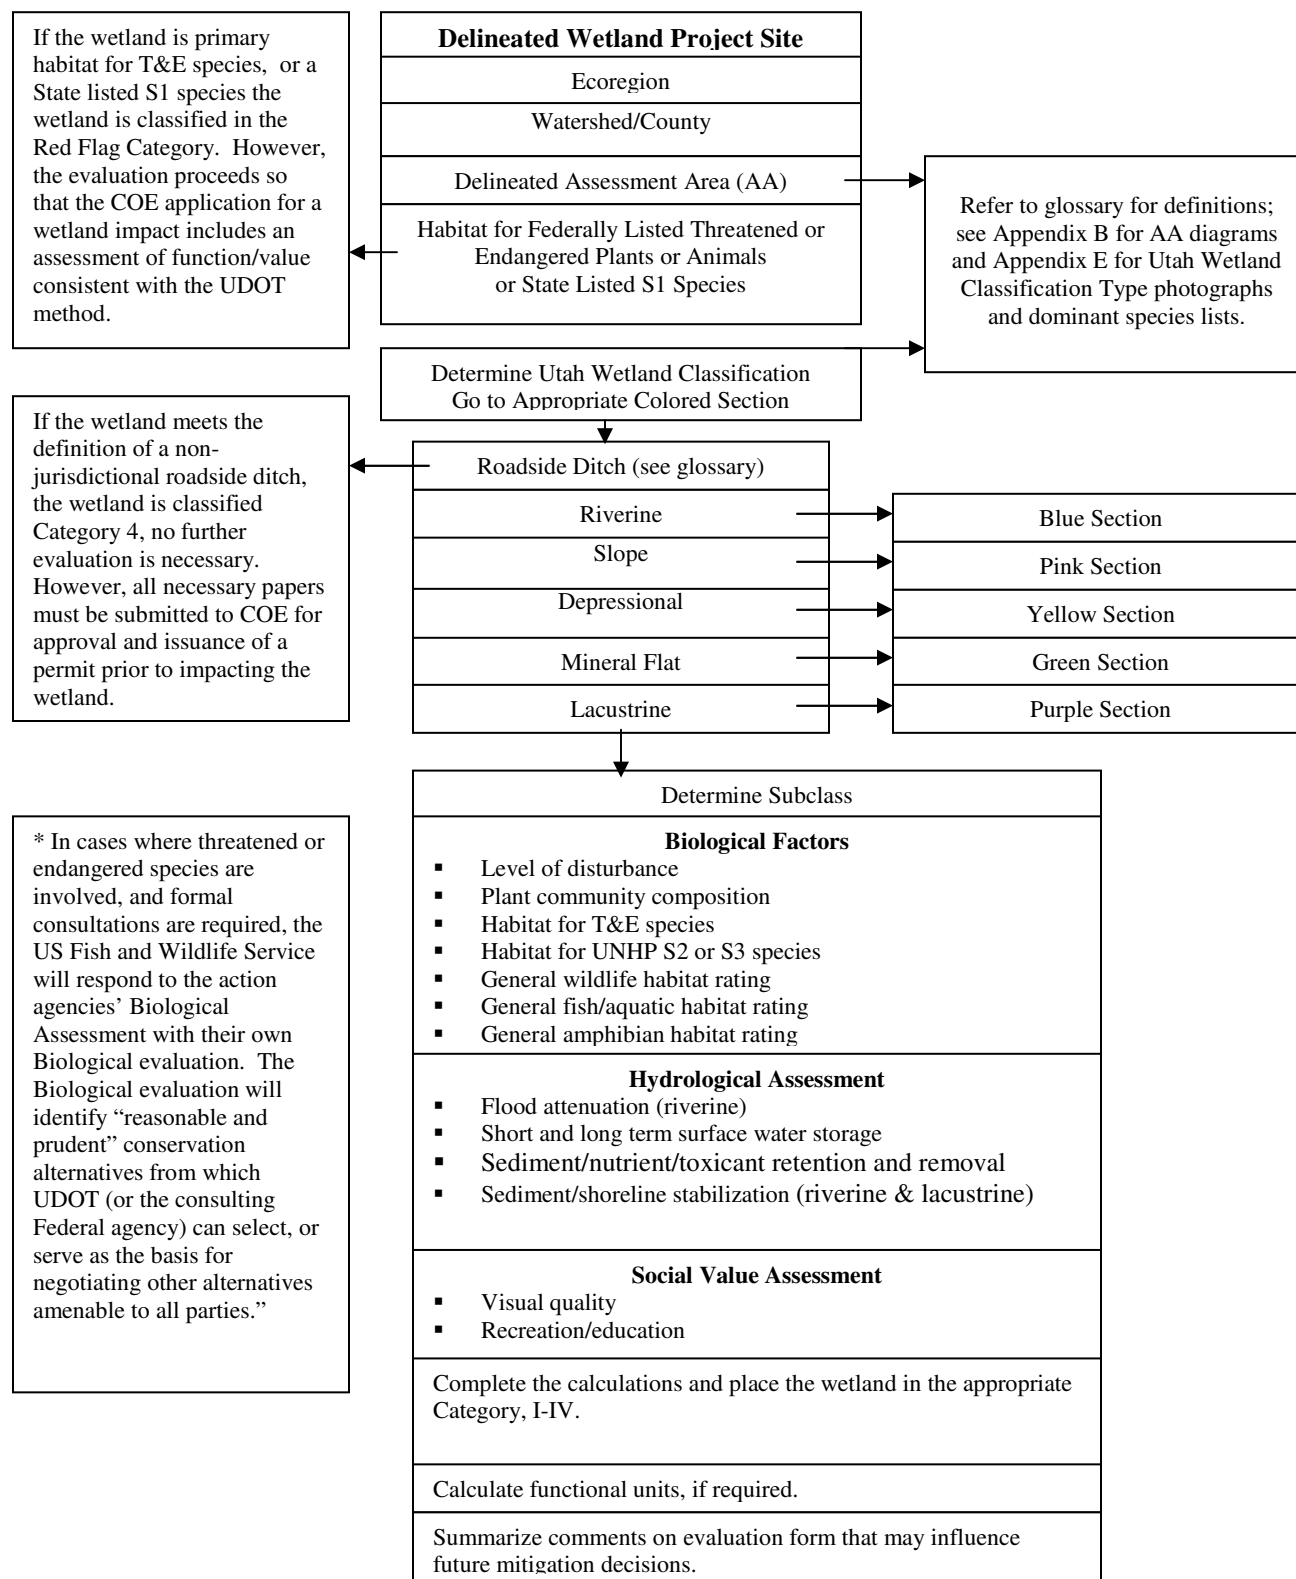 If the wetland is primary
habitat for T&E species,  or a
State listed S1 species the
wetland is classified in the
Red Flag Category.  However,
the evaluation proceeds so
that the COE application for a
wetland impact includes an
assessment of function/value
consistent with the UDOT
method.
Delineated Wetland Project Site
Ecoregion
Watershed/County
Delineated Assessment Area (AA)
Habitat for Federally Listed Threatened or
Endangered Plants or Animals
or State Listed S1 Species
Refer to glossary for definitions;
see Appendix B for AA diagrams
and Appendix E for Utah Wetland
Classification Type photographs
and dominant species lists.
Determine Utah Wetland Classification
Go to Appropriate Colored Section
If the wetland meets the
definition of a non-
jurisdictional roadside ditch,
the wetland is classified
Category 4, no further
evaluation is necessary.
However, all necessary papers
must be submitted to COE for
approval and issuance of a
permit prior to impacting the
wetland.
Roadside Ditch (see glossary)
Riverine
Blue Section
Slope
Pink Section
Depressional
Yellow Section
Mineral Flat
Green Section
Lacustrine
Purple Section
* In cases where threatened or
endangered species are
involved, and formal
consultations are required, the
US Fish and Wildlife Service
will respond to the action
agencies’ Biological
Assessment with their own
Biological evaluation.  The
Biological evaluation will
identify “reasonable and
prudent” conservation
alternatives from which
UDOT (or the consulting
Federal agency) can select, or
serve as the basis for
negotiating other alternatives
amenable to all parties.”
Determine Subclass
Biological Factors
▪ Level of disturbance
▪ Plant community composition
▪ Habitat for T&E species
▪ Habitat for UNHP S2 or S3 species
▪ General wildlife habitat rating
▪ General fish/aquatic habitat rating
▪ General amphibian habitat rating
Hydrological Assessment
▪ Flood attenuation (riverine)
▪ Short and long term surface water storage
▪ Sediment/nutrient/toxicant retention and removal
▪ Sediment/shoreline stabilization (riverine & lacustrine)
Social Value Assessment
▪ Visual quality
▪ Recreation/education
Complete the calculations and place the wetland in the appropriate
Category, I-IV.
Calculate functional units, if required.
Summarize comments on evaluation form that may influence
future mitigation decisions.